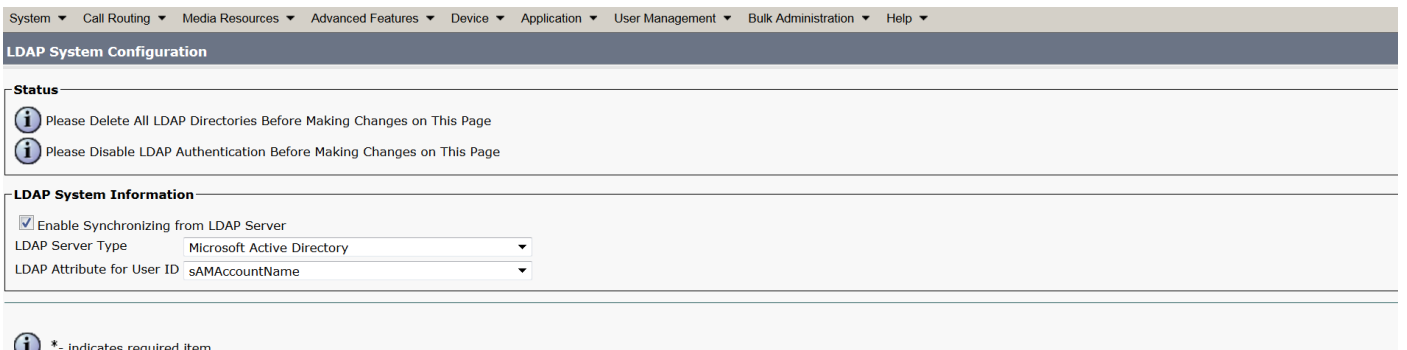 System Call Routing Media Resources Advanced Features Device Application User Management Bulk Administration Help
LDAP System Configuration
Status
Please Delete All LDAP Directories Before Making Changes on This Page
Please Disable LDAP Authentication Before Making Changes on This Page
LDAP System Information
Enable Synchronizing from LDAP Server
LDAP Server Type Microsoft Active Directory
LDAP Attribute for User ID sAMAccountName
*- indicates required item